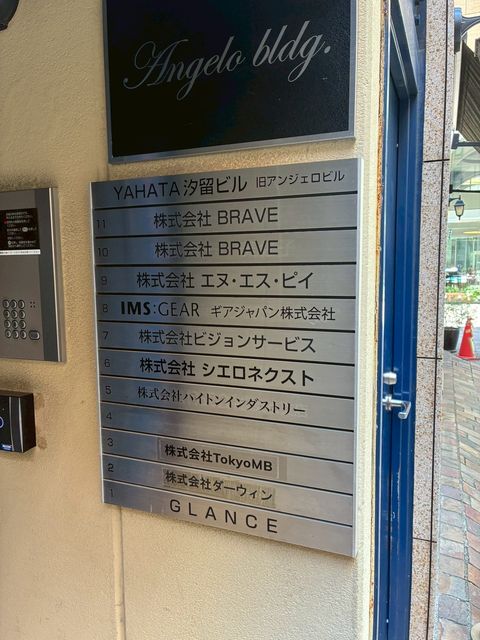 Angelo bldg.
YAHATA 汐留ビル 旧アンジェロビル
11 株式会社 BRAVE
10 株式会社 BRAVE
9 株式会社 エヌ・エス・ピイ
8 IMS:GEAR ギアジャパン株式会社
7 株式会社ビジョンサービス
6 株式会社 シエロネクスト
5 株式会社ハイトンインダストリー
4
3 株式会社TokyoMB
2 株式会社ダーウィン
1 GLANCE